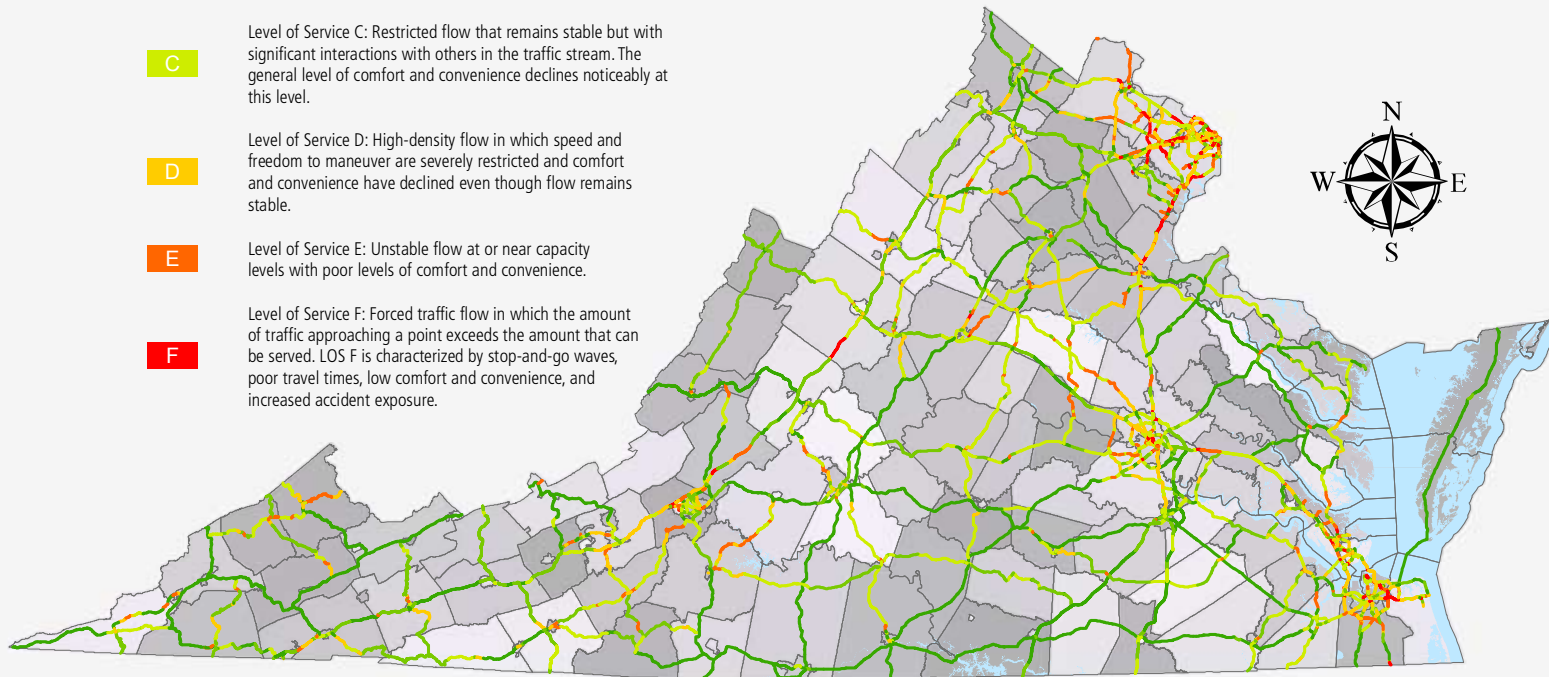 C
Level of Service C: Restricted flow that remains stable but with
significant interactions with others in the traffic stream. The
general level of comfort and convenience declines noticeably at
this level.
D
Level of Service D: High-density flow in which speed and
freedom to maneuver are severely restricted and comfort
and convenience have declined even though flow remains
stable.
E
Level of Service E: Unstable flow at or near capacity
levels with poor levels of comfort and convenience.
F
Level of Service F: Forced traffic flow in which the amount
of traffic approaching a point exceeds the amount that can
be served. LOS F is characterized by stop-and-go waves,
poor travel times, low comfort and convenience, and
increased accident exposure.
N
W E
S